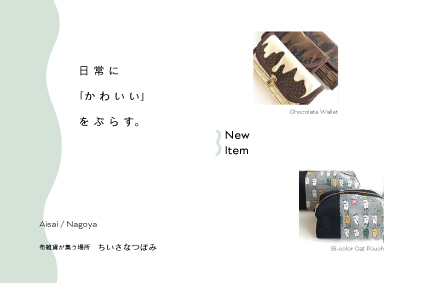 日常に
「かわいい」
をぷらす。
Chocolate Wallet
New
Item
Bi-color Cat Pouch
Aisai / Nagoya
布雑貨が集う場所 ちいさなつぼみ